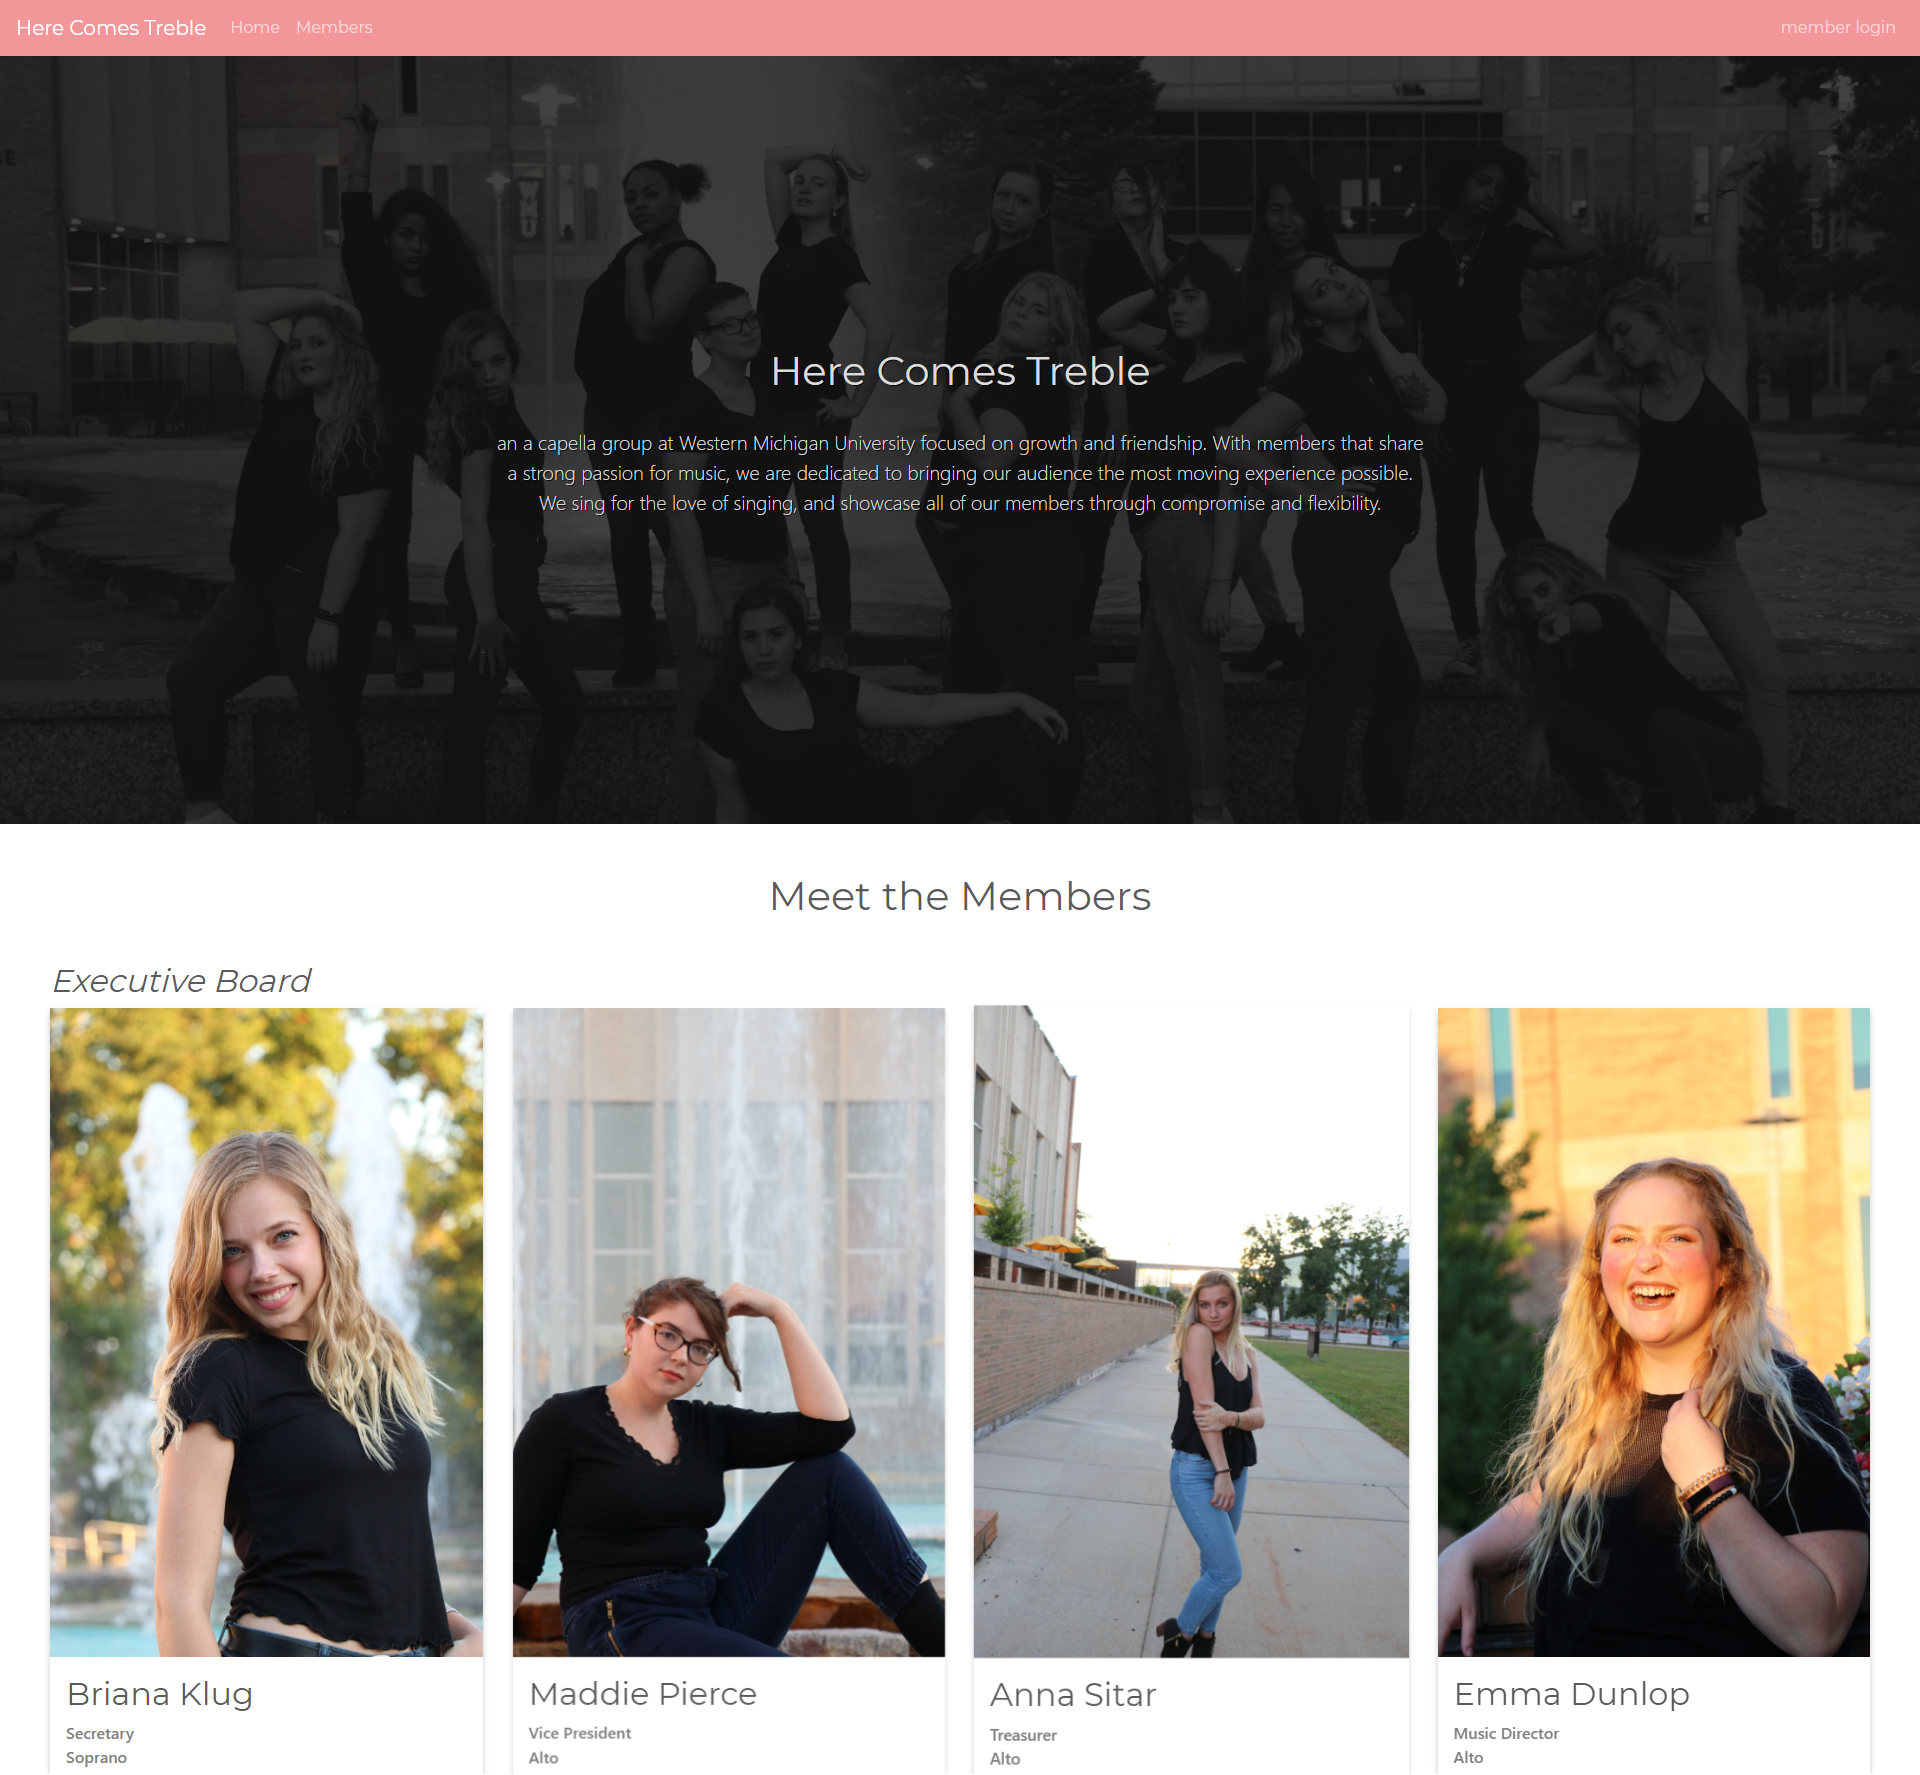 Here Comes Treble Home Members member login
Here Comes Treble
an a capella group at Western Michigan University focused on growth and friendship. With members that share
a strong passion for music, we are dedicated to bringing our audience the most moving experience possible.
We sing for the love of singing, and showcase all of our members through compromise and flexibility.
Meet the Members
Executive Board
Briana Klug
Secretary
Soprano
Maddie Pierce
Vice President
Alto
Anna Sitar
Treasurer
Alto
Emma Dunlop
Music Director
Alto